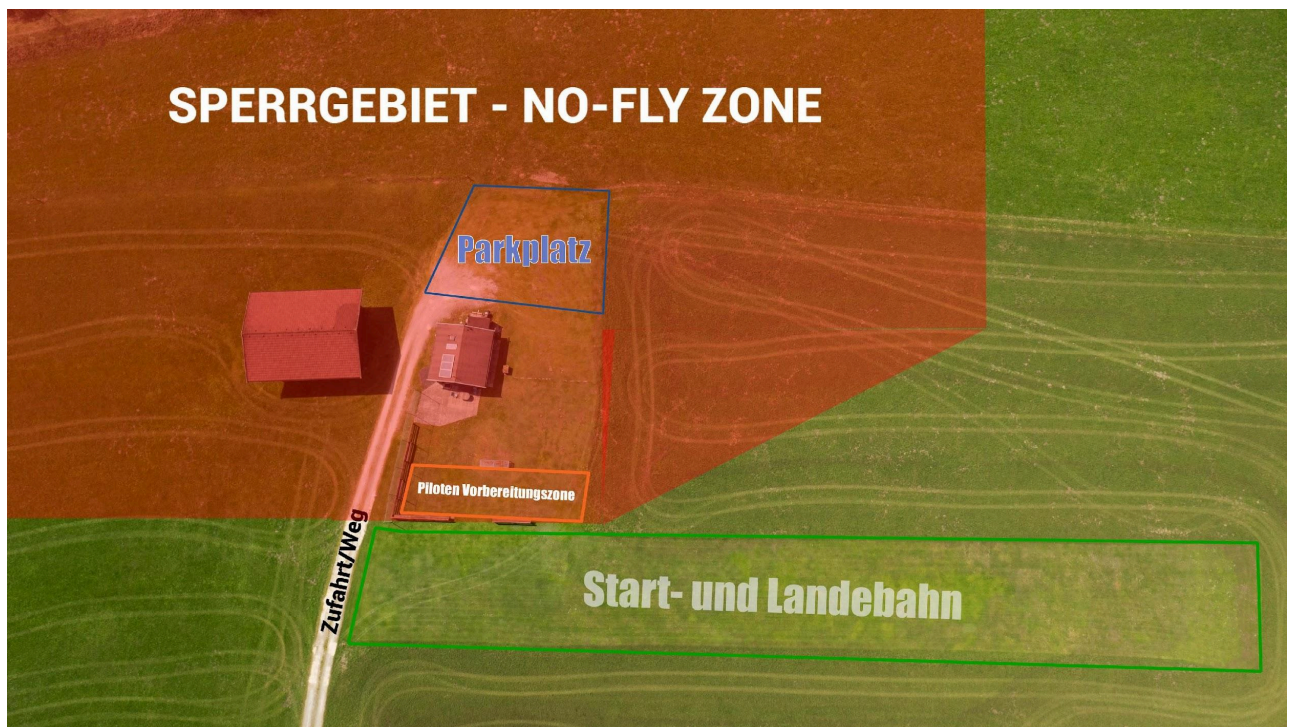 SPERRGEBIET - NO-FLY ZONE
Parkplatz
Piloten Vorbereitungszone
Zufahrt/Weg
Start- und Landebahn